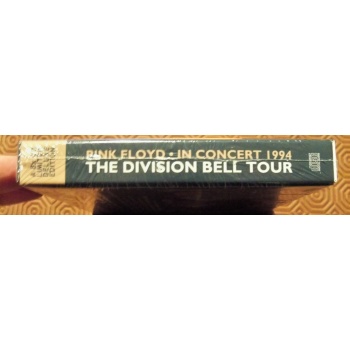 PINK FLOYD • IN CONCERT 1994
THE DIVISION BELL TOUR